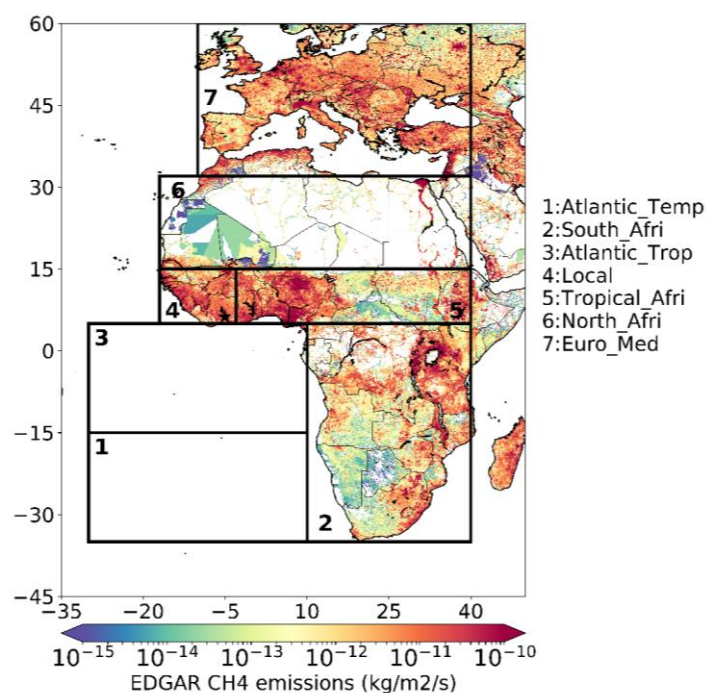 60
45
30
15
0
−15
−30
−45
−35
−20
−5
10
25
40
7
6
4
5
3
1
2
1:Atlantic_Temp
2:South_Afri
3:Atlantic_Trop
4:Local
5:Tropical_Afri
6:North_Afri
7:Euro_Med
10⁻¹⁵ 10⁻¹⁴ 10⁻¹³ 10⁻¹² 10⁻¹¹ 10⁻¹⁰
EDGAR CH4 emissions (kg/m2/s)